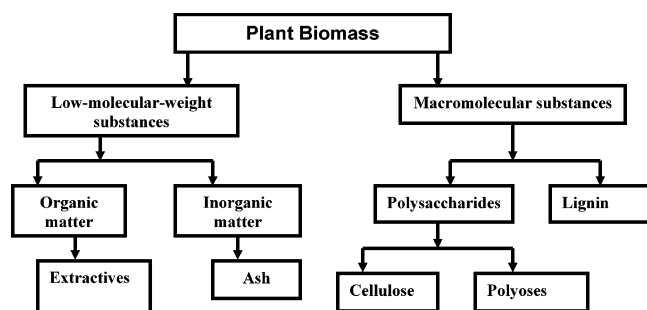 Plant Biomass
Low-molecular-weight
substances
Macromolecular substances
Organic
matter
Inorganic
matter
Polysaccharides
Lignin
Extractives
Ash
Cellulose
Polyoses